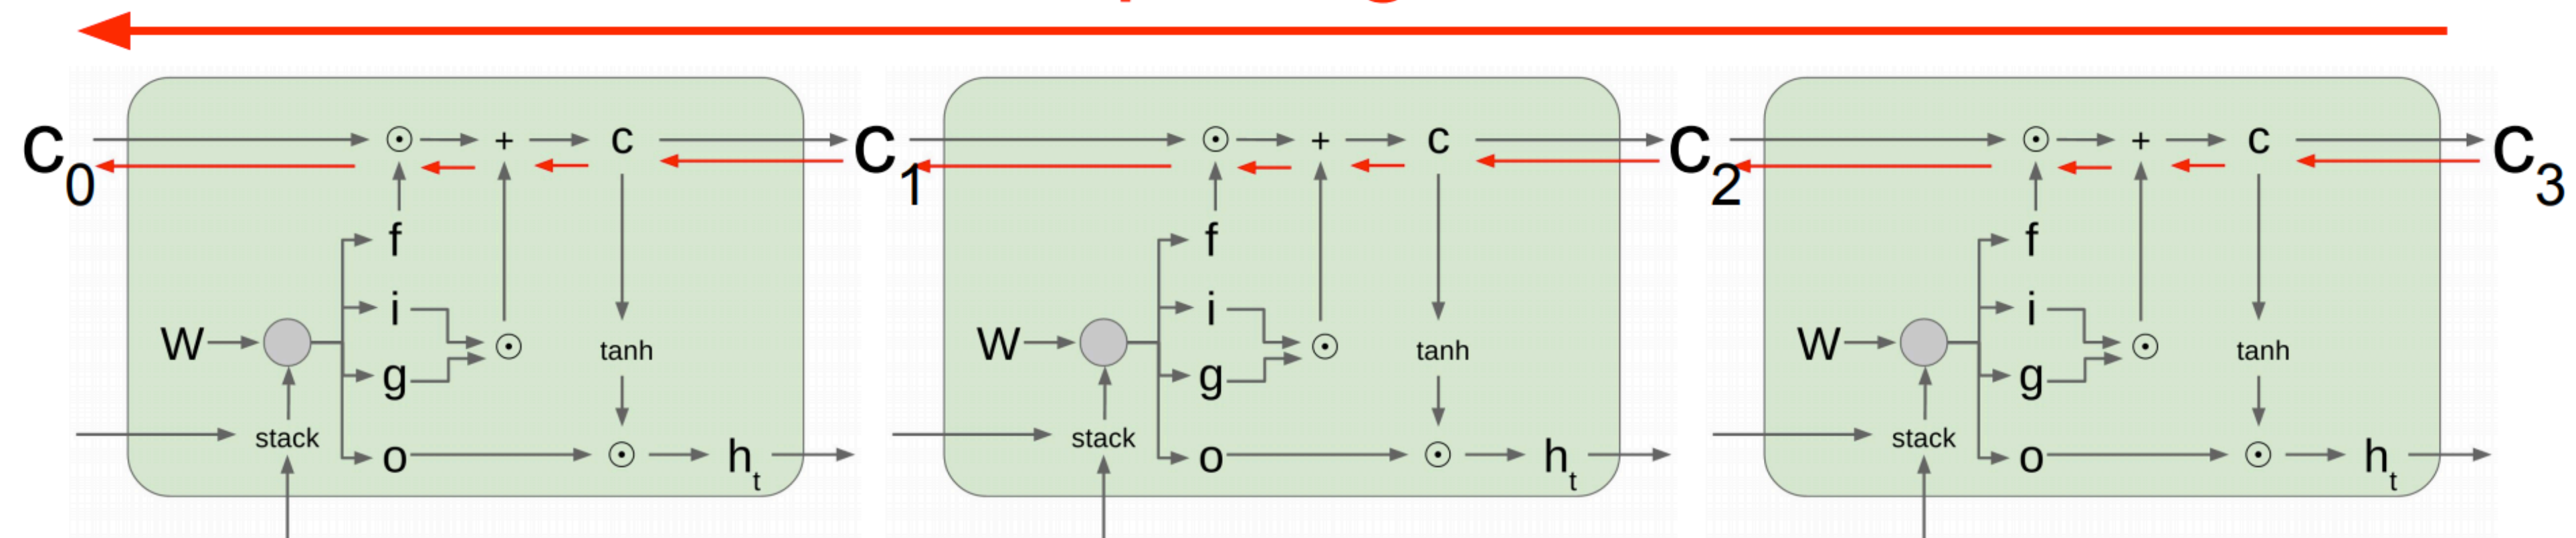 c0 ⊙ + c c1 ⊙ + c c2 ⊙ + c c3
f f f
i i i
W ⊙ tanh W ⊙ tanh W ⊙ tanh
g g g
stack stack stack
o ⊙ ht o ⊙ ht o ⊙ ht